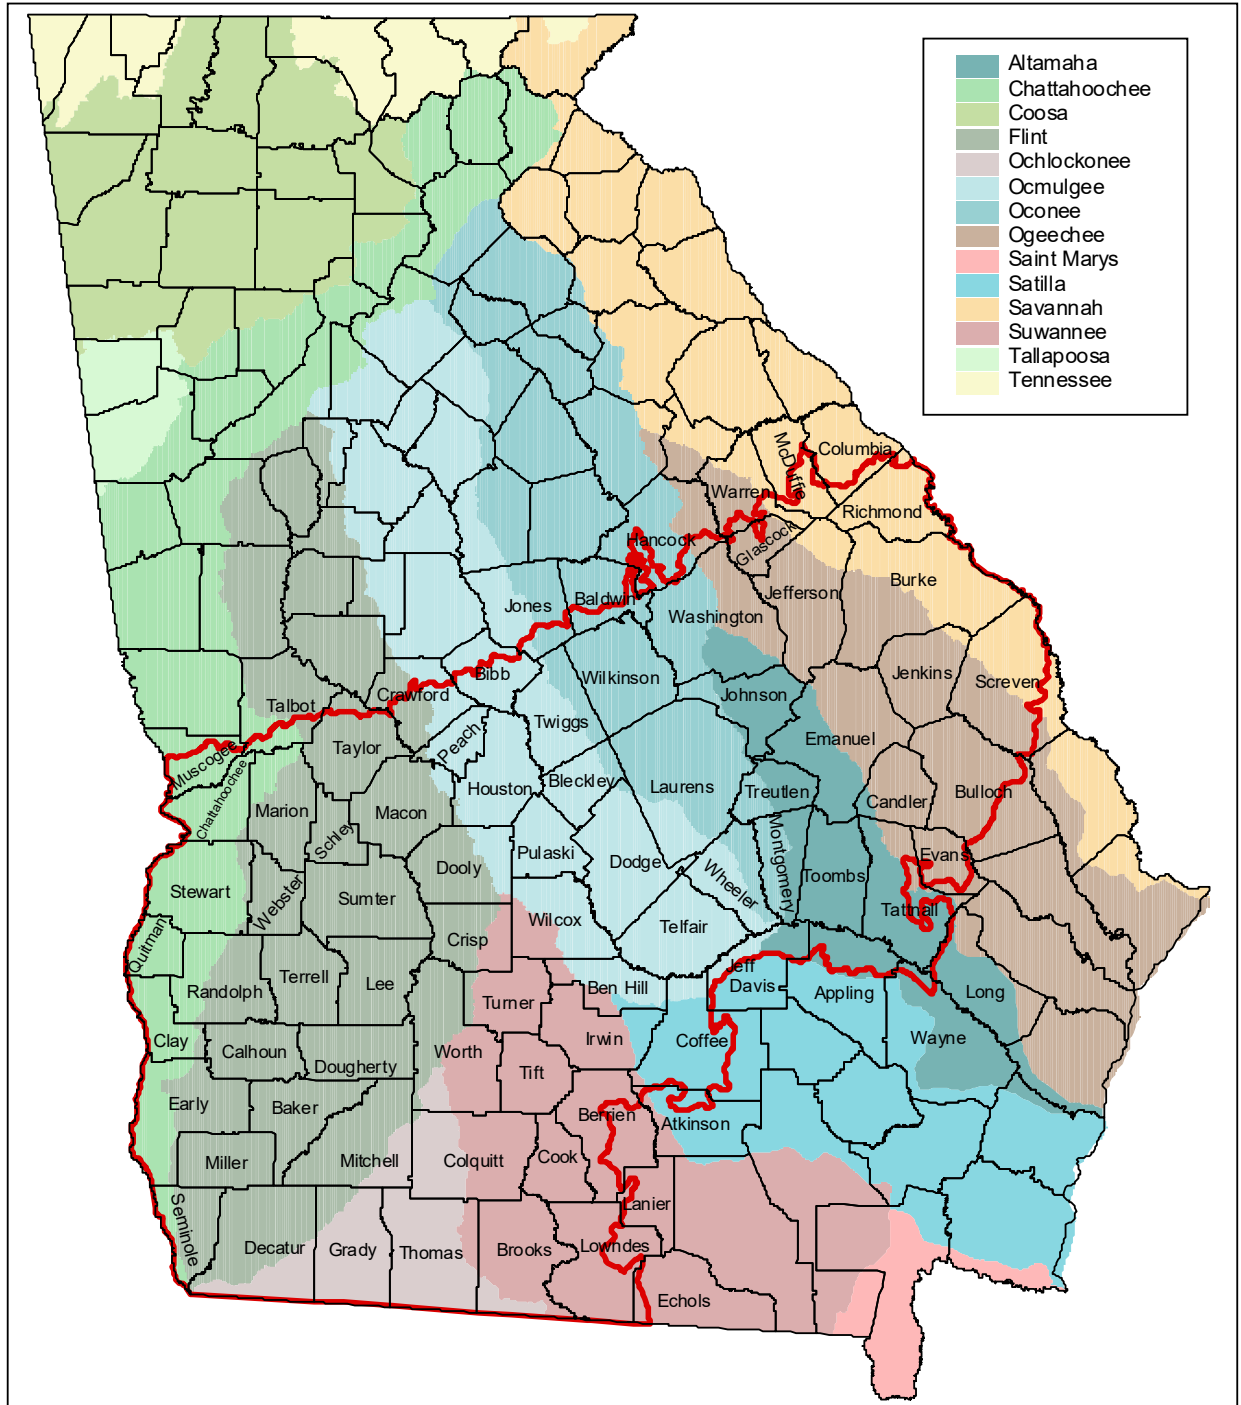 Altamaha
Chattahoochee
Coosa
Flint
Ochlockonee
Ocmulgee
Oconee
Ogeechee
Saint Marys
Satilla
Savannah
Suwannee
Tallapoosa
Tennessee
Columbia
McDuffie
Warren
Richmond
Hancock
Glascock
Burke
Jefferson
Baldwin
Jones
Washington
Bibb
Wilkinson
Jenkins
Screven
Crawford
Johnson
Talbot
Twiggs
Emanuel
Taylor
Peach
Muscogee
Chattahoochee
Houston
Bleckley
Laurens
Treutlen
Candler
Bulloch
Marion
Macon
Schley
Montgomery
Pulaski
Dodge
Evans
Dooly
Wheeler
Toombs
Stewart
Webster
Sumter
Tattnall
Wilcox
Telfair
Quitman
Crisp
Jeff
Davis
Terrell
Lee
Randolph
Turner
Ben Hill
Appling
Long
Clay
Calhoun
Dougherty
Worth
Irwin
Coffee
Wayne
Tift
Early
Baker
Berrien
Atkinson
Miller
Mitchell
Colquitt
Cook
Lanier
Seminole
Decatur
Grady
Thomas
Brooks
Lowndes
Echols